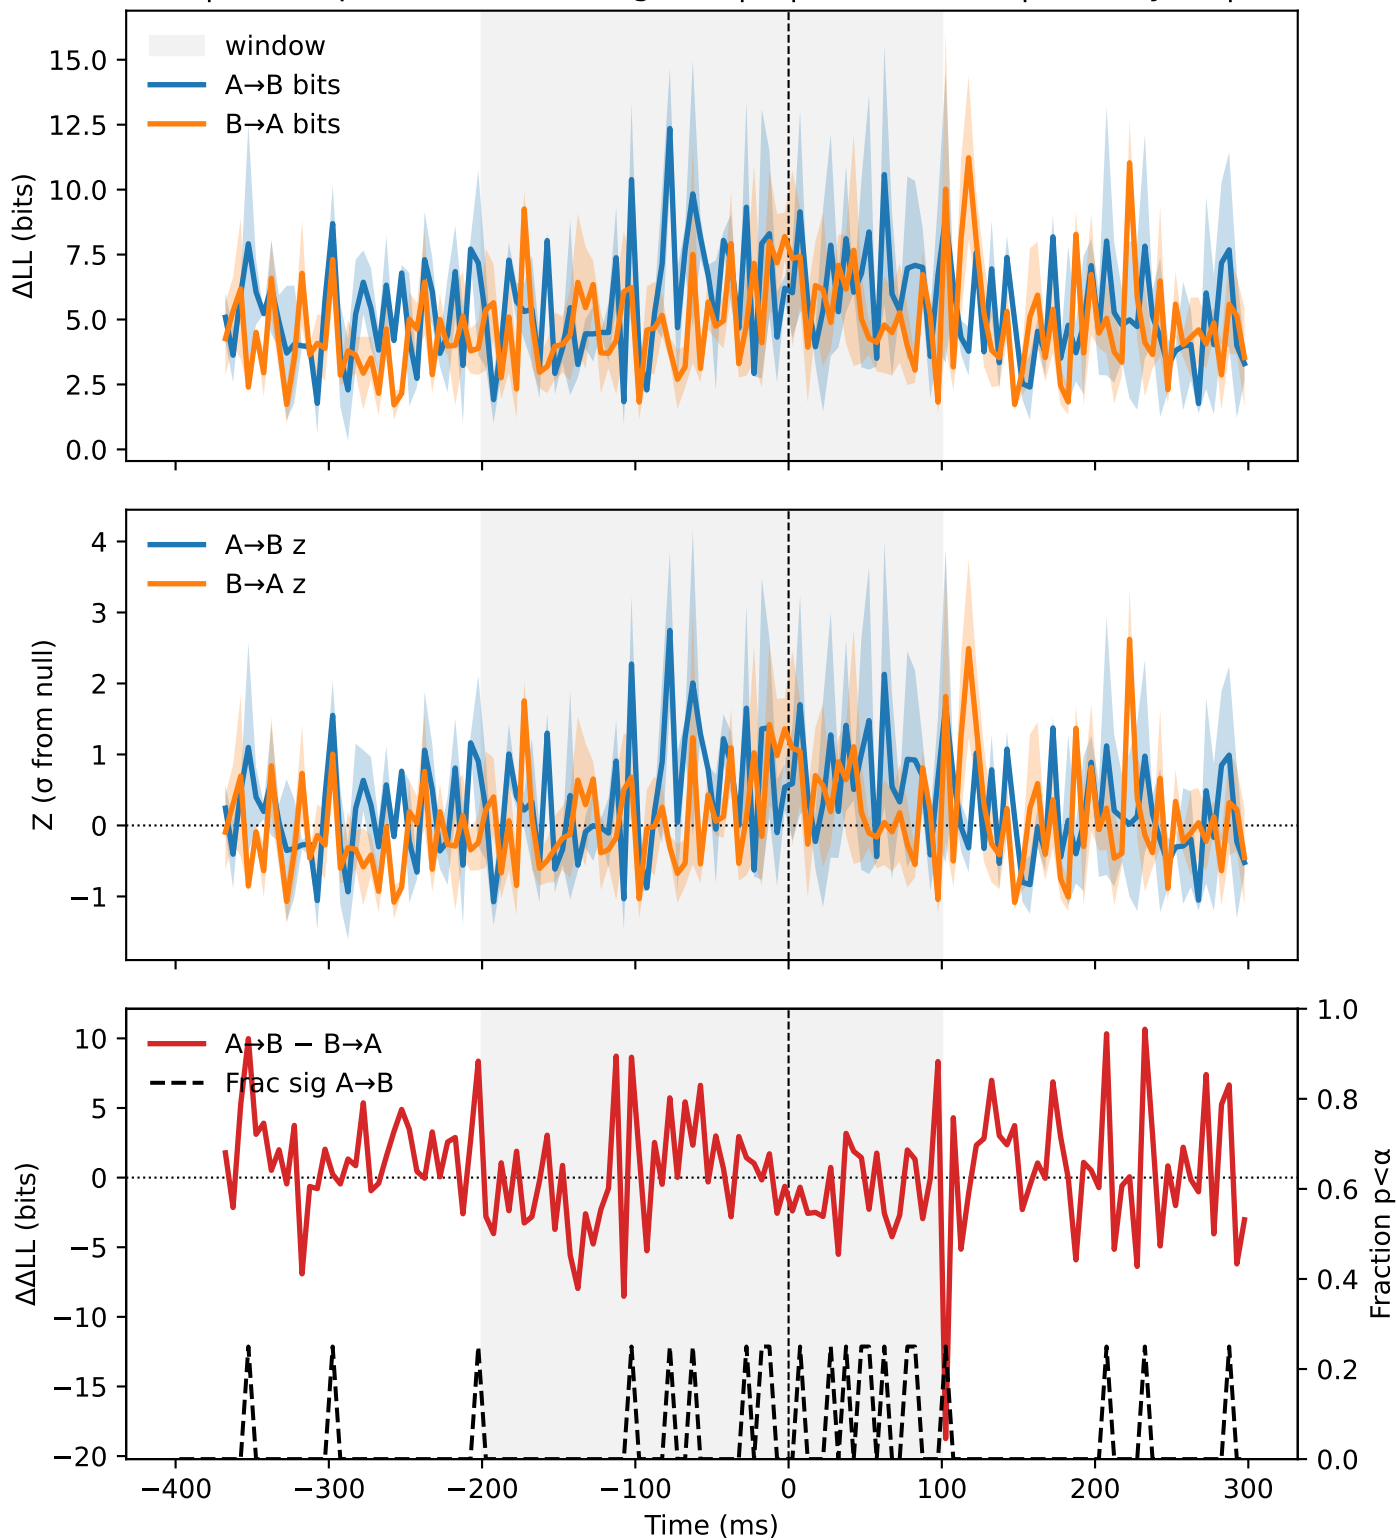 window
A→B bits
B→A bits
ΔLL (bits)
15.0
12.5
10.0
7.5
5.0
2.5
0.0
A→B z
B→A z
Z (σ from null)
4
3
2
1
0
−1
A→B − B→A
Frac sig A→B
ΔΔLL (bits)
10
5
0
−5
−10
−15
−20
1.0
0.8
0.6
0.4
0.2
0.0
Fraction p<α
−400 −300 −200 −100 0 100 200 300
Time (ms)